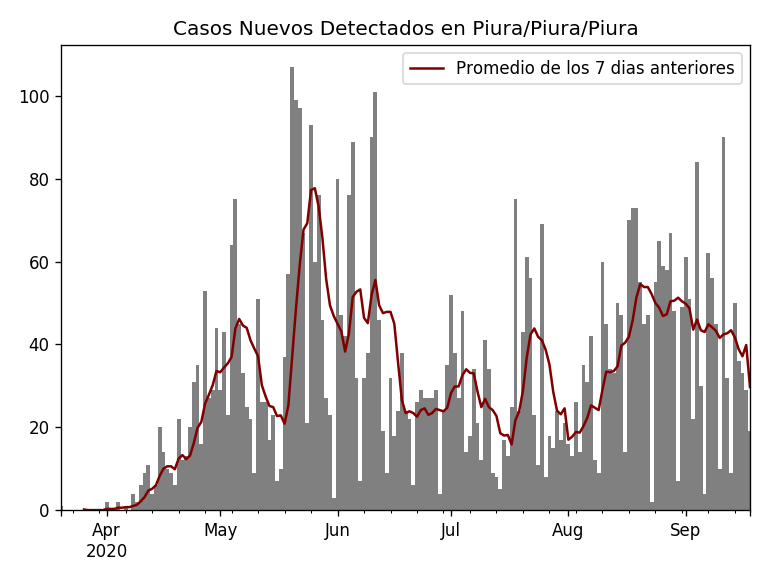 Casos Nuevos Detectados en Piura/Piura/Piura
Promedio de los 7 dias anteriores
100
80
60
40
20
0
Apr May Jun Jul Aug Sep
2020